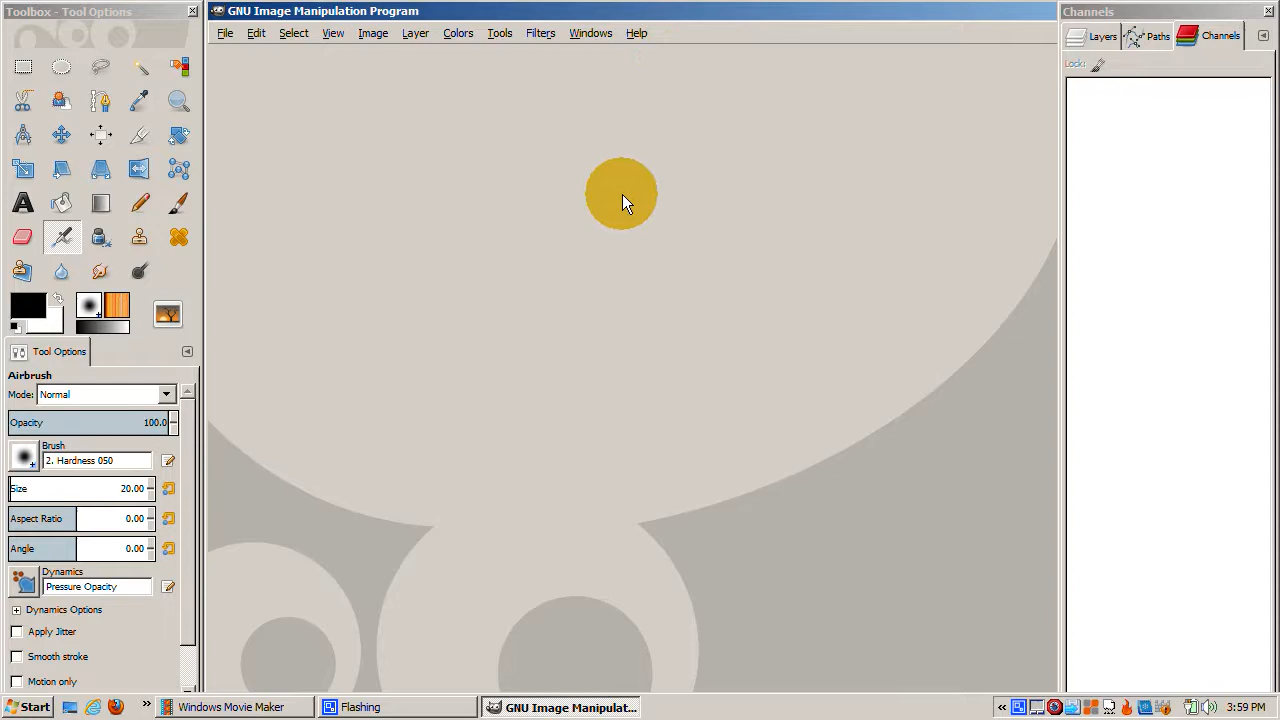 Toolbox - Tool Options
GNU Image Manipulation Program
File Edit Select View Image Layer Colors Tools Filters Windows Help
Channels
Layers Paths Channels
Lock:
Tool Options
Airbrush
Mode: Normal
Opacity 100.0
Brush
2. Hardness 050
Size 20.00
Aspect Ratio 0.00
Angle 0.00
Dynamics
Pressure Opacity
Dynamics Options
Apply Jitter
Smooth stroke
Motion only
Start
Windows Movie Maker
Flashing
GNU Image Manipulat...
3:59 PM